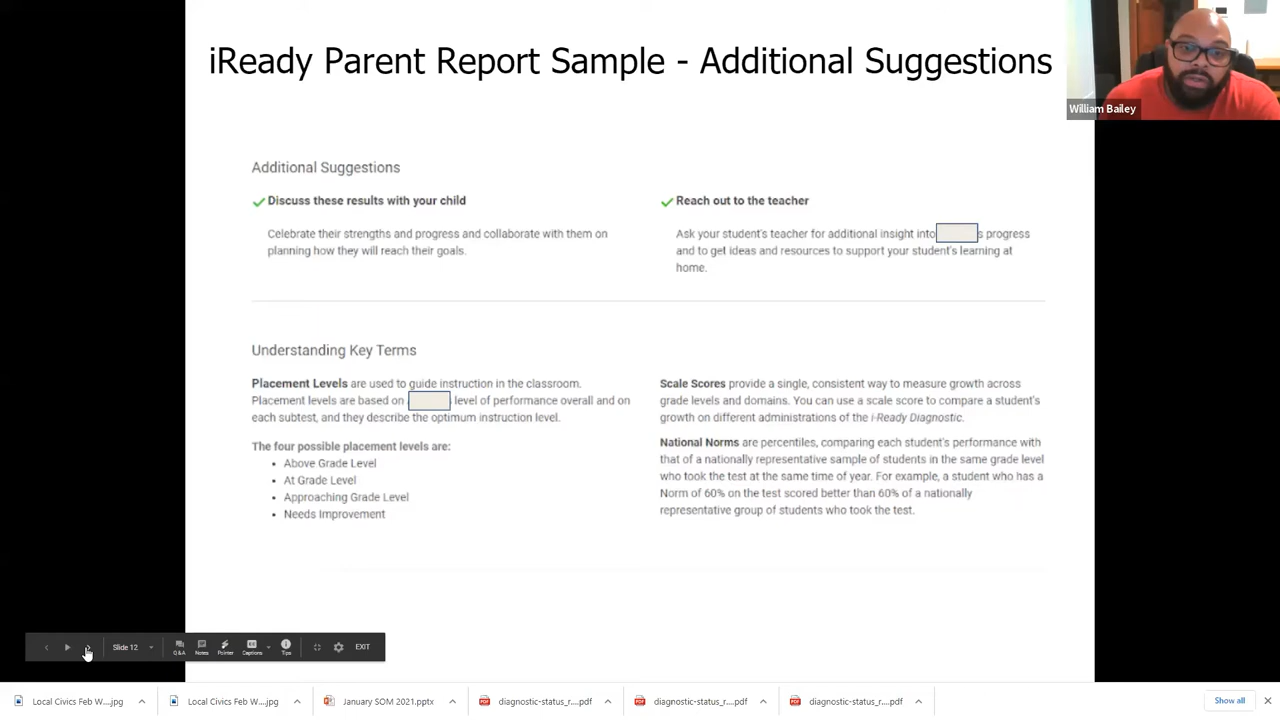 iReady Parent Report Sample - Additional Suggestions
William Bailey
Additional Suggestions
Discuss these results with your child
Celebrate their strengths and progress and collaborate with them on
planning how they will reach their goals.
Reach out to the teacher
Ask your student's teacher for additional insight into s progress
and to get ideas and resources to support your student's learning at
home.
Understanding Key Terms
Placement Levels are used to guide instruction in the classroom.
Placement levels are based on level of performance overall and on
each subtest, and they describe the optimum instruction level.
The four possible placement levels are:
• Above Grade Level
• At Grade Level
• Approaching Grade Level
• Needs Improvement
Scale Scores provide a single, consistent way to measure growth across
grade levels and domains. You can use a scale score to compare a student's
growth on different administrations of the i-Ready Diagnostic.
National Norms are percentiles, comparing each student's performance with
that of a nationally representative sample of students in the same grade level
who took the test at the same time of year. For example, a student who has a
Norm of 60% on the test scored better than 60% of a nationally
representative group of students who took the test.
Slide 12
Q&A Notes Pointer Captions Tips EXIT
Local Civics Feb W....jpg Local Civics Feb W....jpg January SOM 2021.pptx diagnostic-status_r....pdf diagnostic-status_r....pdf diagnostic-status_r....pdf Show all